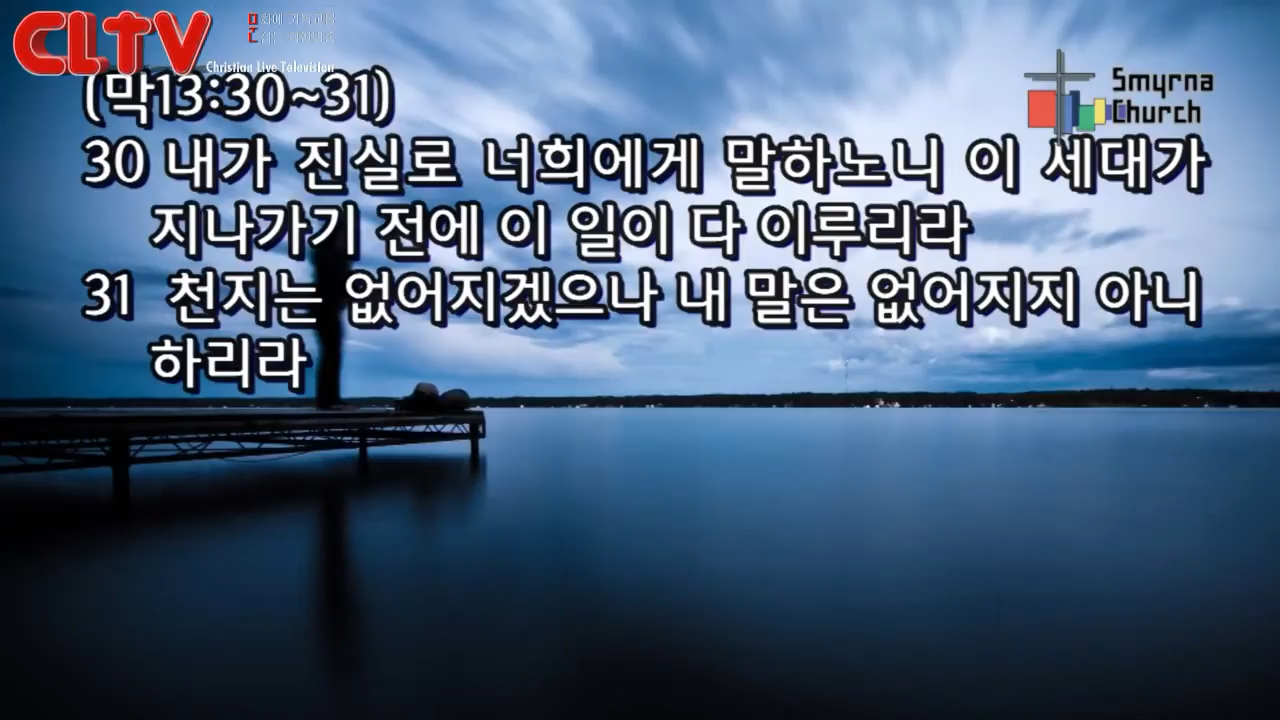 CLTV
Christian Live Television
Smyrna
Church
(막13:30~31)
30 내가 진실로 너희에게 말하노니 이 세대가
지나가기 전에 이 일이 다 이루리라
31 천지는 없어지겠으나 내 말은 없어지지 아니
하리라